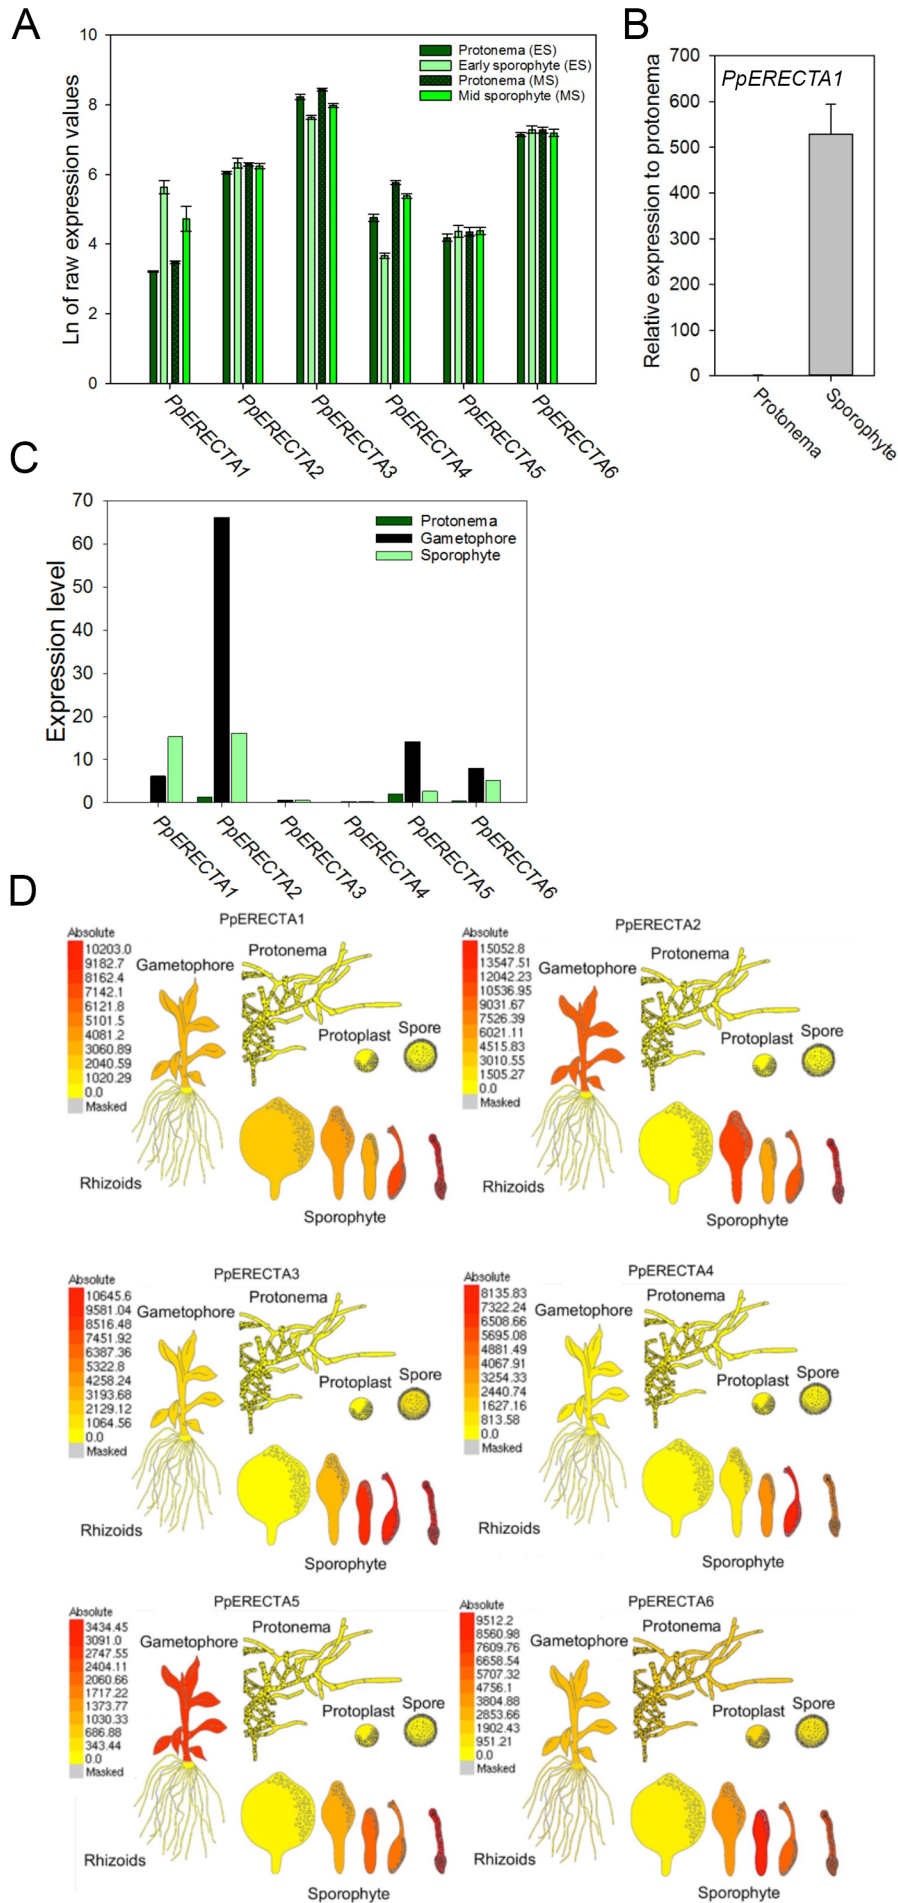 A
Ln of raw expression values
10
8
6
4
2
0
Protonema (ES)
Early sporophyte (ES)
Protonema (MS)
Mid sporophyte (MS)
PpERECTA1
PpERECTA2
PpERECTA3
PpERECTA4
PpERECTA5
PpERECTA6
B
Relative expression to protonema
700
600
500
400
300
200
100
0
PpERECTA1
Protonema
Sporophyte
C
Expression level
70
60
50
40
30
20
10
0
Protonema
Gametophore
Sporophyte
PpERECTA1
PpERECTA2
PpERECTA3
PpERECTA4
PpERECTA5
PpERECTA6
D
PpERECTA1
Absolute
10203.0
9182.7
8162.4
7142.1
6121.8
5101.5
4081.2
3060.89
2040.59
1020.29
0.0
Masked
Gametophore
Protonema
Protoplast
Spore
Rhizoids
Sporophyte
PpERECTA2
Absolute
15052.8
13547.51
12042.23
10536.95
9031.67
7526.39
6021.11
4515.83
3010.55
1505.27
0.0
Masked
Gametophore
Protonema
Protoplast
Spore
Rhizoids
Sporophyte
PpERECTA3
Absolute
10645.6
9581.04
8516.48
7451.92
6387.36
5322.8
4258.24
3193.68
2129.12
1064.56
0.0
Masked
Gametophore
Protonema
Protoplast
Spore
Rhizoids
Sporophyte
PpERECTA4
Absolute
8135.83
7322.24
6508.66
5695.08
4881.49
4067.91
3254.33
2440.74
1627.16
813.58
0.0
Masked
Gametophore
Protonema
Protoplast
Spore
Rhizoids
Sporophyte
PpERECTA5
Absolute
3434.45
3091.0
2747.55
2404.11
2060.66
1717.22
1373.77
1030.33
686.88
343.44
0.0
Masked
Gametophore
Protonema
Protoplast
Spore
Rhizoids
Sporophyte
PpERECTA6
Absolute
9512.2
8560.98
7609.76
6658.54
5707.32
4756.1
3804.88
2853.66
1902.43
951.21
0.0
Masked
Gametophore
Protonema
Protoplast
Spore
Rhizoids
Sporophyte